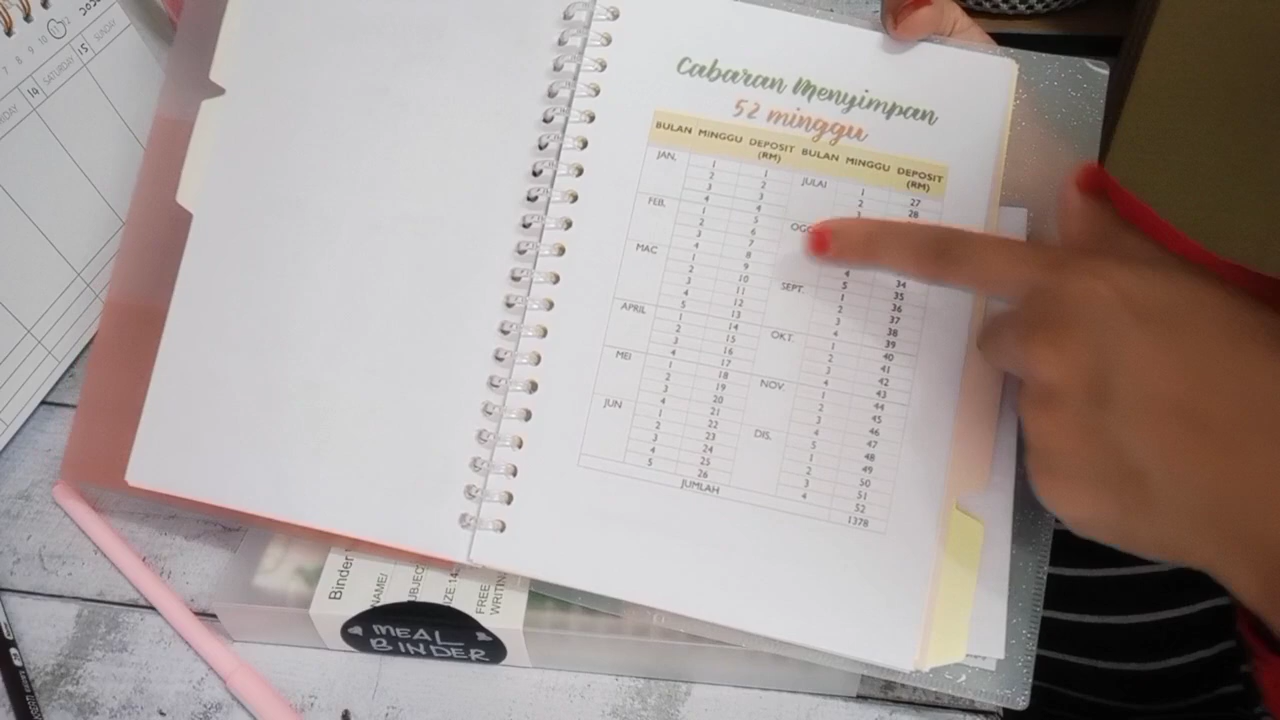 Cabaran Menyimpan
52 minggu
BULAN MINGGU DEPOSIT (RM) BULAN MINGGU DEPOSIT (RM)
JAN. 1 1
2 2
3 3
4 4
FEB. 1 5
2 6
3 7
4 8
MAC 1 9
2 10
3 11
4 12
5 13
APRIL 1 14
2 15
3 16
4 17
MEI 1 18
2 19
3 20
4 21
JUN 1 22
2 23
3 24
4 25
5 26
JULAI 1 27
2 28
4 34
5 35
SEPT. 1 36
2 37
3 38
4 39
OKT. 1 40
2 41
3 42
4 43
NOV. 1 44
2 45
3 46
4 47
5 48
DIS. 1 49
2 50
3 51
4 52
JUMLAH 1378
SATURDAY
SUNDAY
7 8 9 10
14
15
Binder
NAME/
FREE
MEAL
BINDER